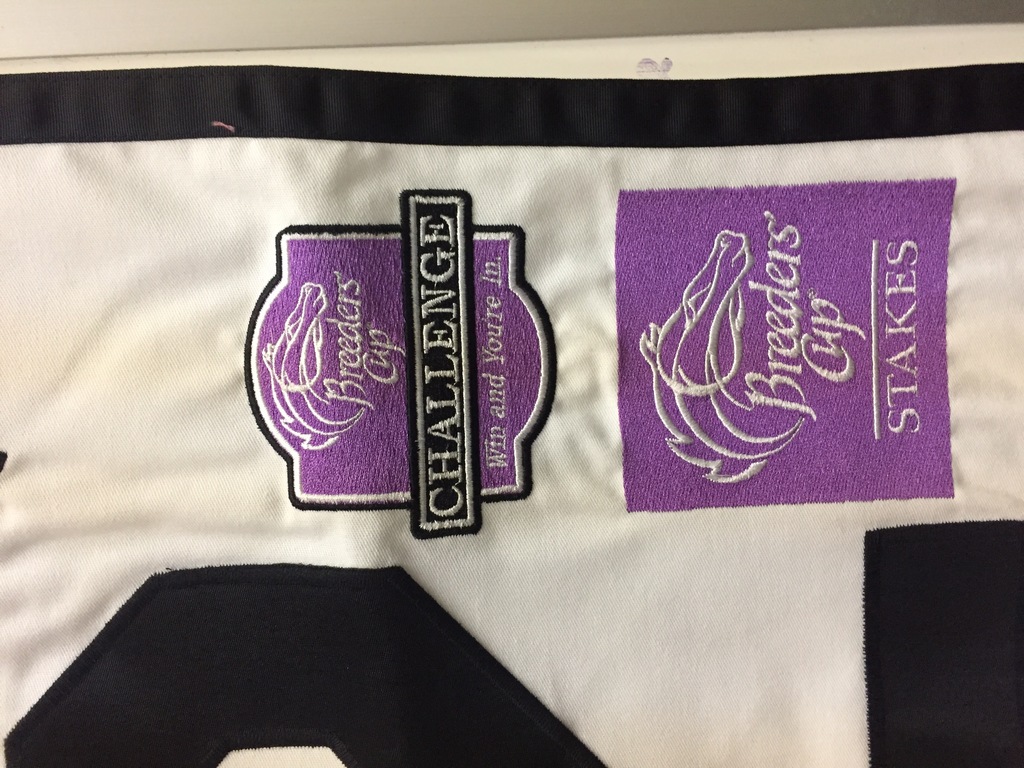 Breeders'
Cup
CHALLENGE
Win and You're In.
Breeders'
Cup
STAKES